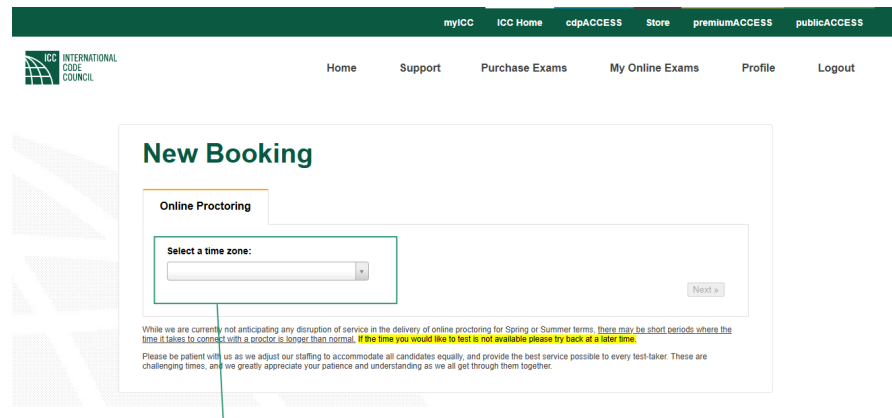 myICC ICC Home cdpACCESS Store premiumACCESS publicACCESS
ICC INTERNATIONAL
CODE
COUNCIL
Home Support Purchase Exams My Online Exams Profile Logout
New Booking
Online Proctoring
Select a time zone:
Next »
While we are currently not anticipating any disruption of service in the delivery of online proctoring for Spring or Summer terms, there may be short periods where the
time it takes to connect with a proctor is longer than normal. If the time you would like to test is not available please try back at a later time.
Please be patient with us as we adjust our staffing to accommodate all candidates equally, and provide the best service possible to every test-taker. These are
challenging times, and we greatly appreciate your patience and understanding as we all get through them together.